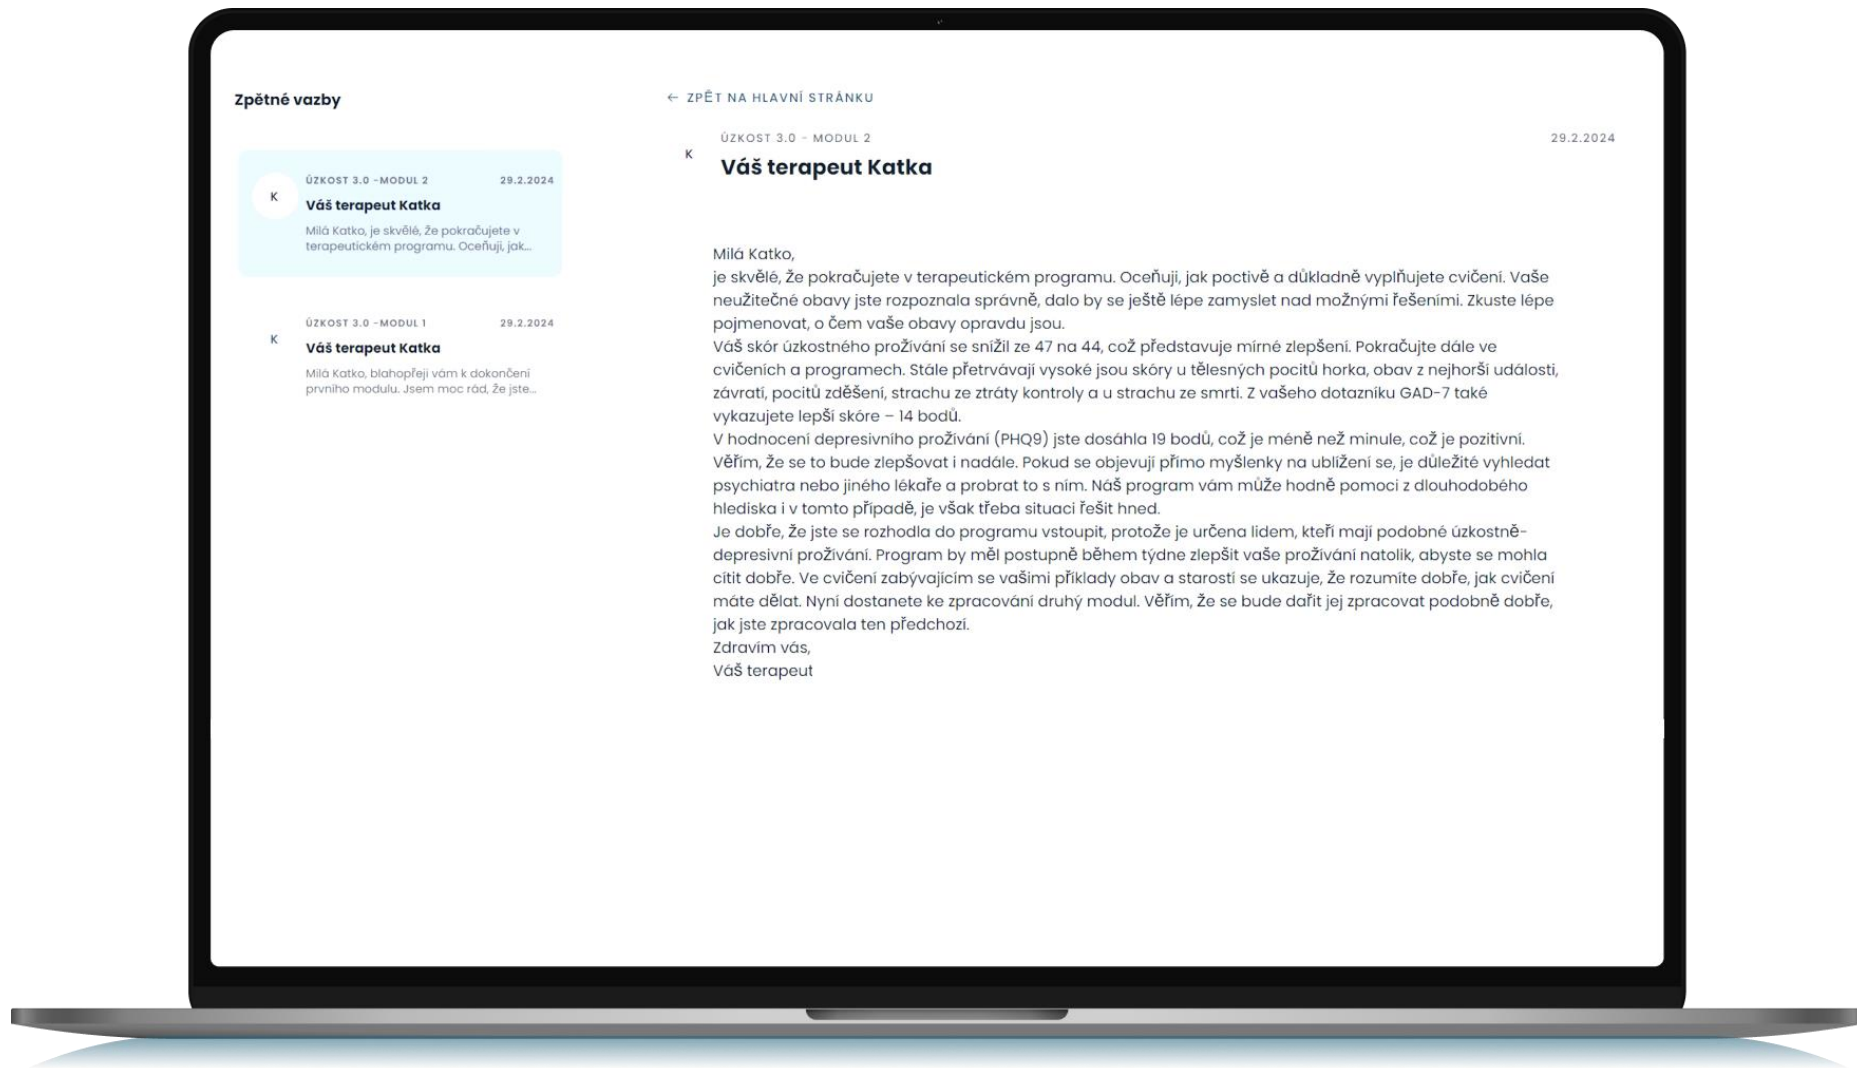 Zpětné vazby
K
ÚZKOST 3.0 -MODUL 2 29.2.2024
Váš terapeut Katka
Milá Katko, je skvělé, že pokračujete v
terapeutickém programu. Oceňuji, jak...
K
ÚZKOST 3.0 -MODUL 1 29.2.2024
Váš terapeut Katka
Milá Katko, blahopřeji vám k dokončení
prvního modulu. Jsem moc rád, že jste...
← ZPĚT NA HLAVNÍ STRÁNKU
ÚZKOST 3.0 - MODUL 2 29.2.2024
K
Váš terapeut Katka
Milá Katko,
je skvělé, že pokračujete v terapeutickém programu. Oceňuji, jak poctivě a důkladně vyplňujete cvičení. Vaše
neužitečné obavy jste rozpoznala správně, dalo by se ještě lépe zamyslet nad možnými řešeními. Zkuste lépe
pojmenovat, o čem vaše obavy opravdu jsou.
Váš skór úzkostného prožívání se snížil ze 47 na 44, což představuje mírné zlepšení. Pokračujte dále ve
cvičeních a programech. Stále přetrvávají vysoké jsou skóry u tělesných pocitů horka, obav z nejhorší události,
závratí, pocitů zděšení, strachu ze ztráty kontroly a u strachu ze smrti. Z vašeho dotazníku GAD-7 také
vykazujete lepší skóre – 14 bodů.
V hodnocení depresivního prožívání (PHQ9) jste dosáhla 19 bodů, což je méně než minule, což je pozitivní.
Věřím, že se to bude zlepšovat i nadále. Pokud se objevují přímo myšlenky na ublížení se, je důležité vyhledat
psychiatra nebo jiného lékaře a probrat to s ním. Náš program vám může hodně pomoci z dlouhodobého
hlediska i v tomto případě, je však třeba situaci řešit hned.
Je dobře, že jste se rozhodla do programu vstoupit, protože je určena lidem, kteří mají podobné úzkostně-
depresivní prožívání. Program by měl postupně během týdne zlepšit vaše prožívání natolik, abyste se mohla
cítit dobře. Ve cvičení zabývajícím se vašimi příklady obav a starostí se ukazuje, že rozumíte dobře, jak cvičení
máte dělat. Nyní dostanete ke zpracování druhý modul. Věřím, že se bude dařit jej zpracovat podobně dobře,
jak jste zpracovala ten předchozí.
Zdravím vás,
Váš terapeut